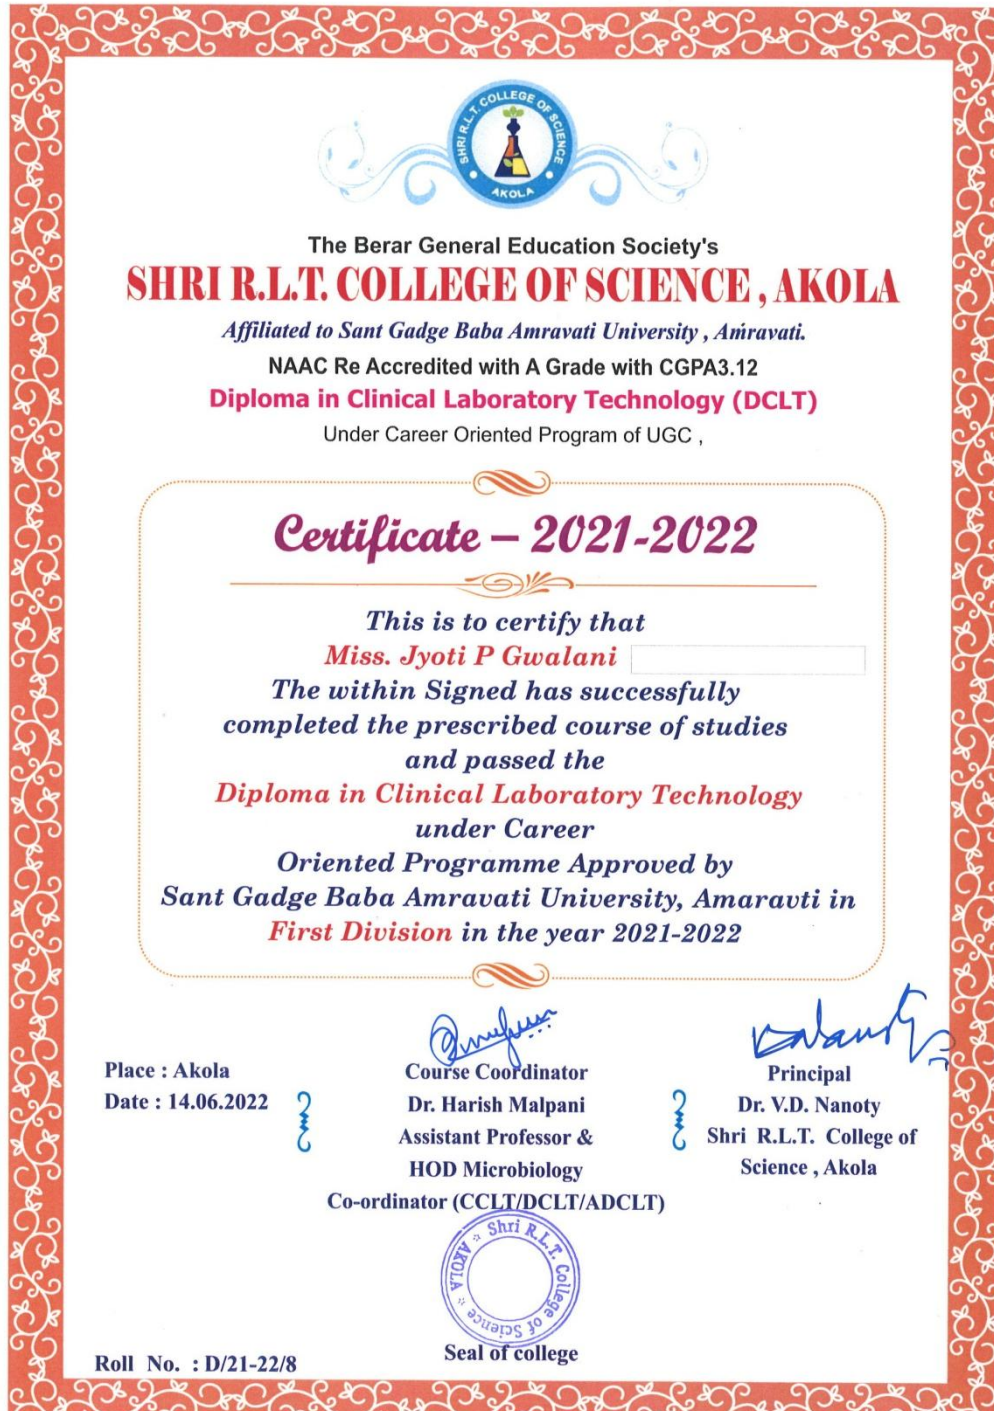 SHRI R.L.T. COLLEGE OF SCIENCE
AKOLA
The Berar General Education Society's
SHRI R.L.T. COLLEGE OF SCIENCE , AKOLA
Affiliated to Sant Gadge Baba Amravati University , Amravati.
NAAC Re Accredited with A Grade with CGPA3.12
Diploma in Clinical Laboratory Technology (DCLT)
Under Career Oriented Program of UGC ,
Certificate – 2021-2022
This is to certify that
Miss. Jyoti P Gwalani
The within Signed has successfully
completed the prescribed course of studies
and passed the
Diploma in Clinical Laboratory Technology
under Career
Oriented Programme Approved by
Sant Gadge Baba Amravati University, Amaravti in
First Division in the year 2021-2022
Place : Akola
Date : 14.06.2022
Course Coordinator
Dr. Harish Malpani
Assistant Professor &
HOD Microbiology
Co-ordinator (CCLT/DCLT/ADCLT)
Principal
Dr. V.D. Nanoty
Shri R.L.T. College of
Science , Akola
Shri R.L.T. College of Science
AKOLA
Seal of college
Roll No. : D/21-22/8